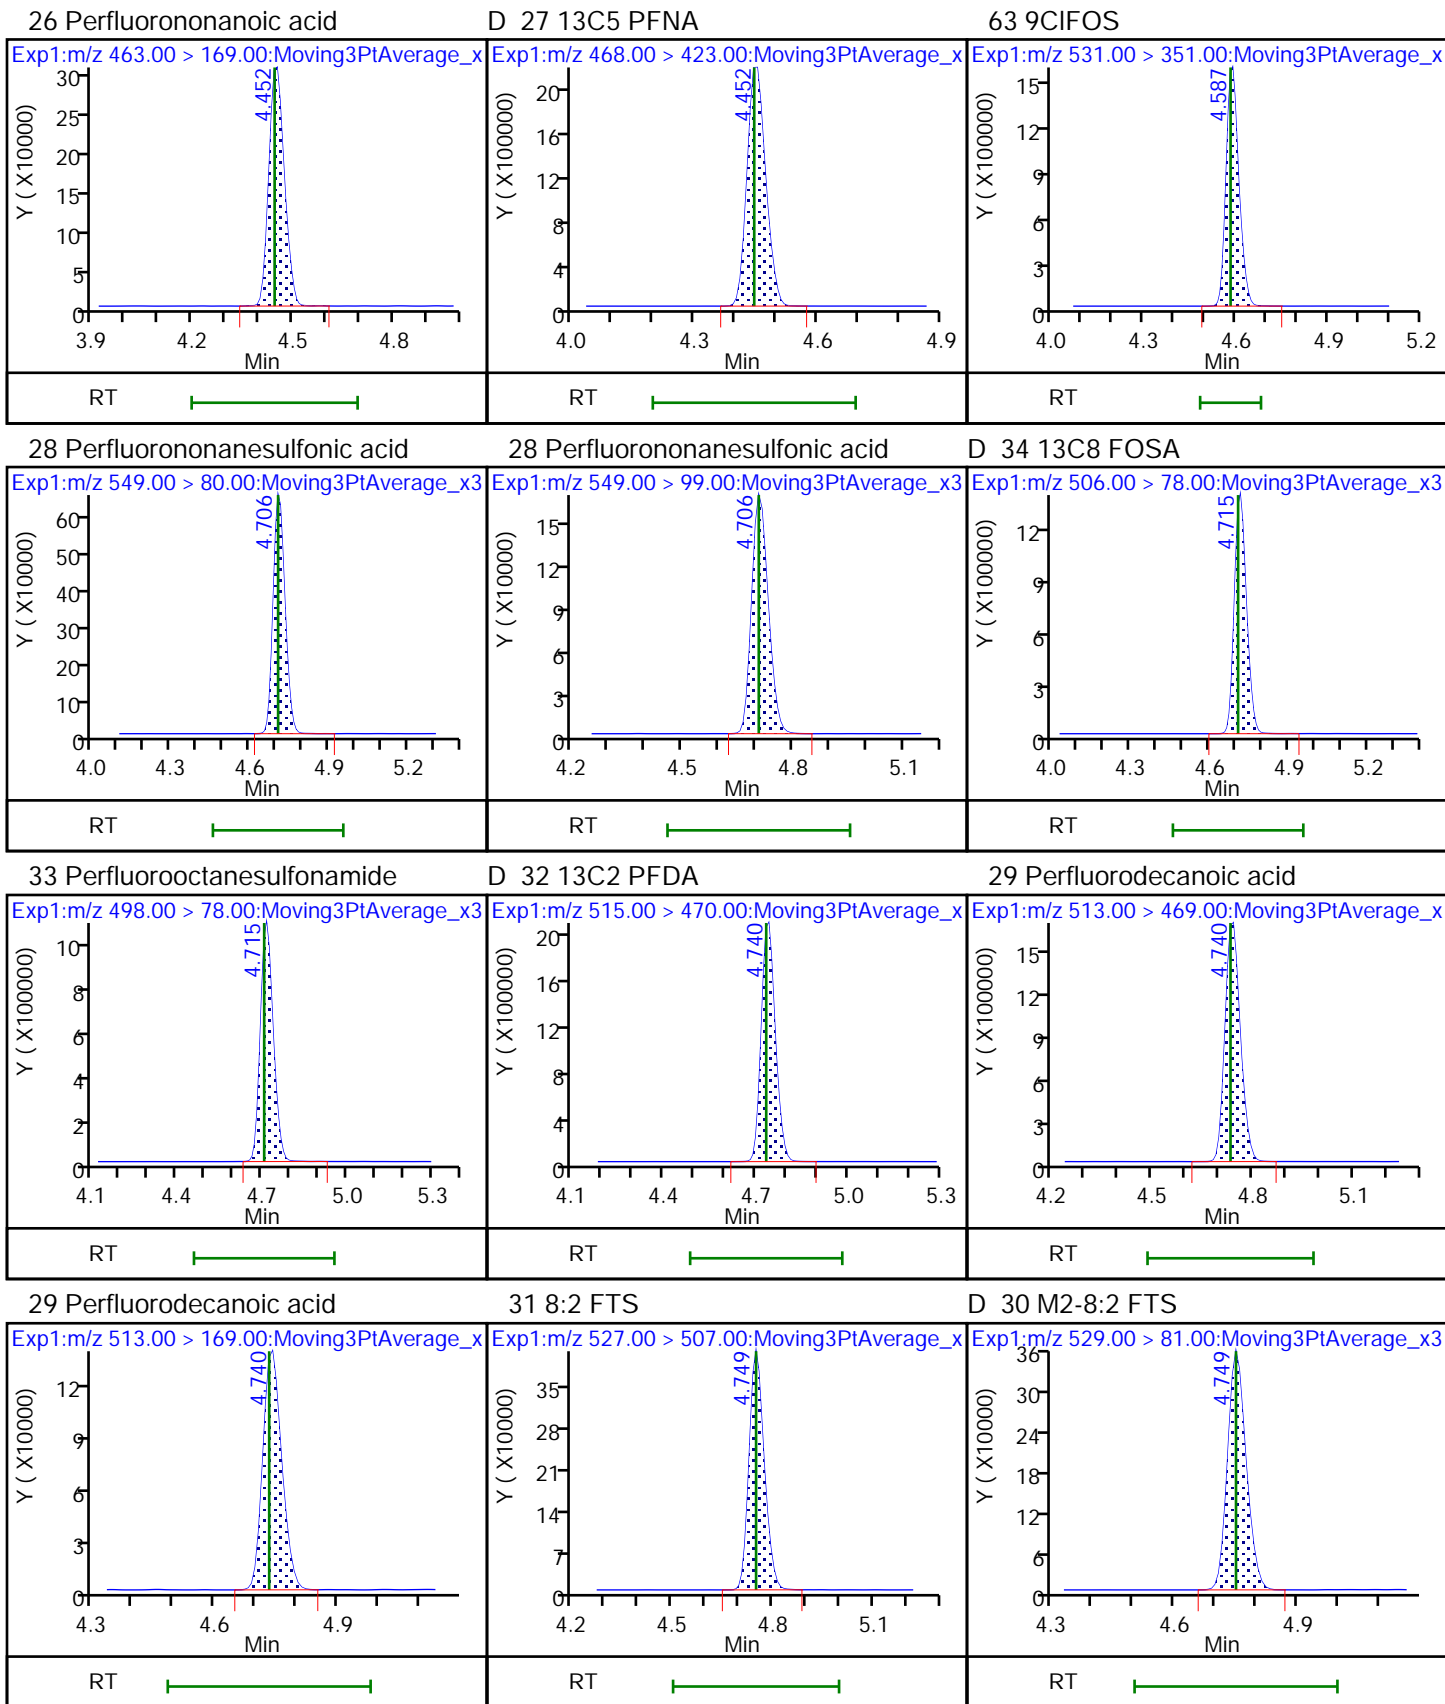 26 Perfluorononanoic acid
Exp1:m/z 463.00 > 169.00:Moving3PtAverage_x
Y ( X10000)
30
25
20
15
10
5
0
4.452
3.9 4.2 4.5 4.8
Min
RT
D 27 13C5 PFNA
Exp1:m/z 468.00 > 423.00:Moving3PtAverage_x
Y ( X100000)
20
16
12
8
4
0
4.452
4.0 4.3 4.6 4.9
Min
RT
63 9ClFOS
Exp1:m/z 531.00 > 351.00:Moving3PtAverage_x
Y ( X100000)
15
12
9
6
3
0
4.587
4.0 4.3 4.6 4.9 5.2
Min
RT
28 Perfluorononanesulfonic acid
Exp1:m/z 549.00 > 80.00:Moving3PtAverage_x3
Y ( X10000)
60
50
40
30
20
10
0
4.706
4.0 4.3 4.6 4.9 5.2
Min
RT
28 Perfluorononanesulfonic acid
Exp1:m/z 549.00 > 99.00:Moving3PtAverage_x3
Y ( X10000)
15
12
9
6
3
0
4.706
4.2 4.5 4.8 5.1
Min
RT
D 34 13C8 FOSA
Exp1:m/z 506.00 > 78.00:Moving3PtAverage_x3
Y ( X100000)
12
9
6
3
0
4.715
4.0 4.3 4.6 4.9 5.2
Min
RT
33 Perfluorooctanesulfonamide
Exp1:m/z 498.00 > 78.00:Moving3PtAverage_x3
Y ( X100000)
10
8
6
4
2
0
4.715
4.1 4.4 4.7 5.0 5.3
Min
RT
D 32 13C2 PFDA
Exp1:m/z 515.00 > 470.00:Moving3PtAverage_x
Y ( X100000)
20
16
12
8
4
0
4.740
4.1 4.4 4.7 5.0 5.3
Min
RT
29 Perfluorodecanoic acid
Exp1:m/z 513.00 > 469.00:Moving3PtAverage_x
Y ( X100000)
15
12
9
6
3
0
4.740
4.2 4.5 4.8 5.1
Min
RT
29 Perfluorodecanoic acid
Exp1:m/z 513.00 > 169.00:Moving3PtAverage_x
Y ( X10000)
12
9
6
3
0
4.740
4.3 4.6 4.9
Min
RT
31 8:2 FTS
Exp1:m/z 527.00 > 507.00:Moving3PtAverage_x
Y ( X10000)
35
28
21
14
7
0
4.749
4.2 4.5 4.8 5.1
Min
RT
D 30 M2-8:2 FTS
Exp1:m/z 529.00 > 81.00:Moving3PtAverage_x3
Y ( X10000)
36
30
24
18
12
6
0
4.749
4.3 4.6 4.9
Min
RT